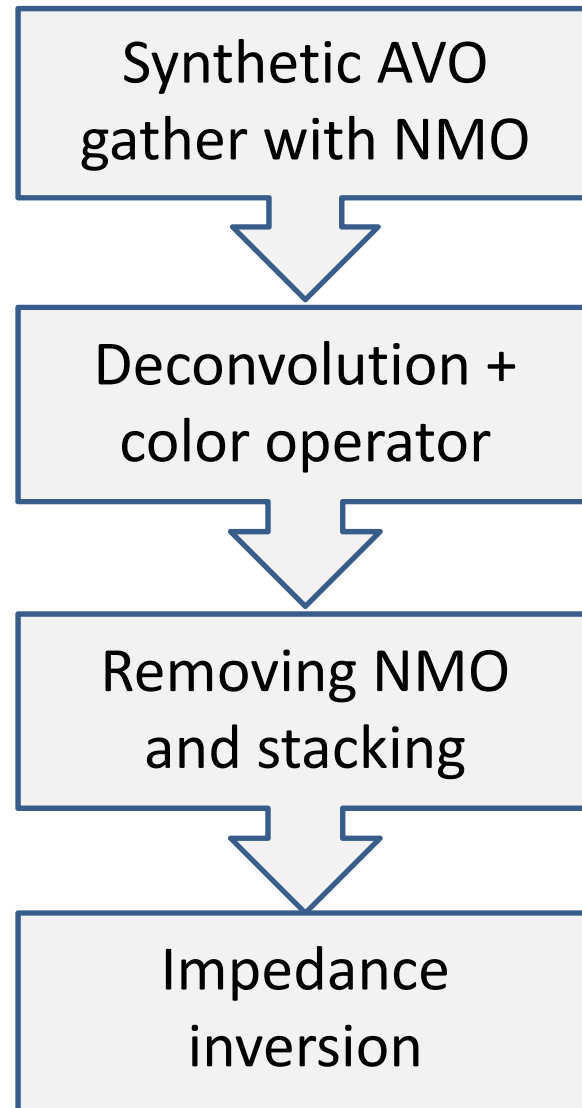 Synthetic AVO
gather with NMO
Deconvolution +
color operator
Removing NMO
and stacking
Impedance
inversion